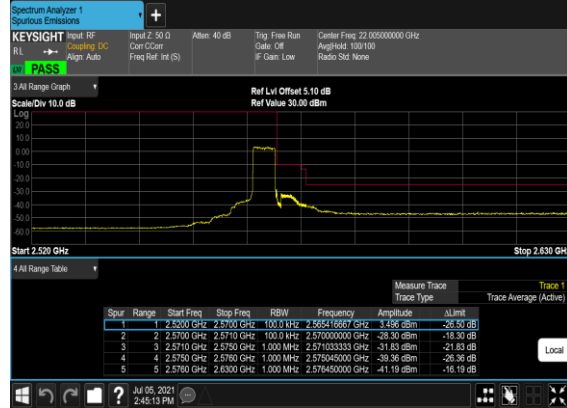 Spectrum Analyzer 1
Spurious Emissions
+
KEYSIGHT Input: RF Input Z: 50 Ω Atten: 40 dB Trig: Free Run Center Freq: 22.005000000 GHz
RL Coupling: DC Corr CCorr Gate: Off Avg|Hold: 100/100
Align: Auto Freq Ref: Int (S) IF Gain: Low Radio Std: None
PASS
3 All Range Graph
Ref Lvl Offset 5.10 dB
Scale/Div 10.0 dB Ref Value 30.00 dBm
Log
20.0
10.0
0.00
-10.0
-20.0
-30.0
-40.0
-50.0
-60.0
Start 2.520 GHz Stop 2.630 GHz
4 All Range Table
Measure Trace Trace 1
Trace Type Trace Average (Active)
Spur Range Start Freq Stop Freq RBW Frequency Amplitude ΔLimit
1 1 2.5200 GHz 2.5700 GHz 100.0 kHz 2.565416667 GHz 3.496 dBm -26.50 dB
2 2 2.5700 GHz 2.5710 GHz 100.0 kHz 2.570000000 GHz -28.30 dBm -18.30 dB
3 3 2.5710 GHz 2.5750 GHz 1.000 MHz 2.571033333 GHz -31.83 dBm -21.83 dB
4 4 2.5750 GHz 2.5760 GHz 1.000 MHz 2.575045000 GHz -39.36 dBm -26.36 dB
5 5 2.5760 GHz 2.6300 GHz 1.000 MHz 2.576450000 GHz -41.19 dBm -16.19 dB
Local
? Jul 05, 2021
2:45:13 PM